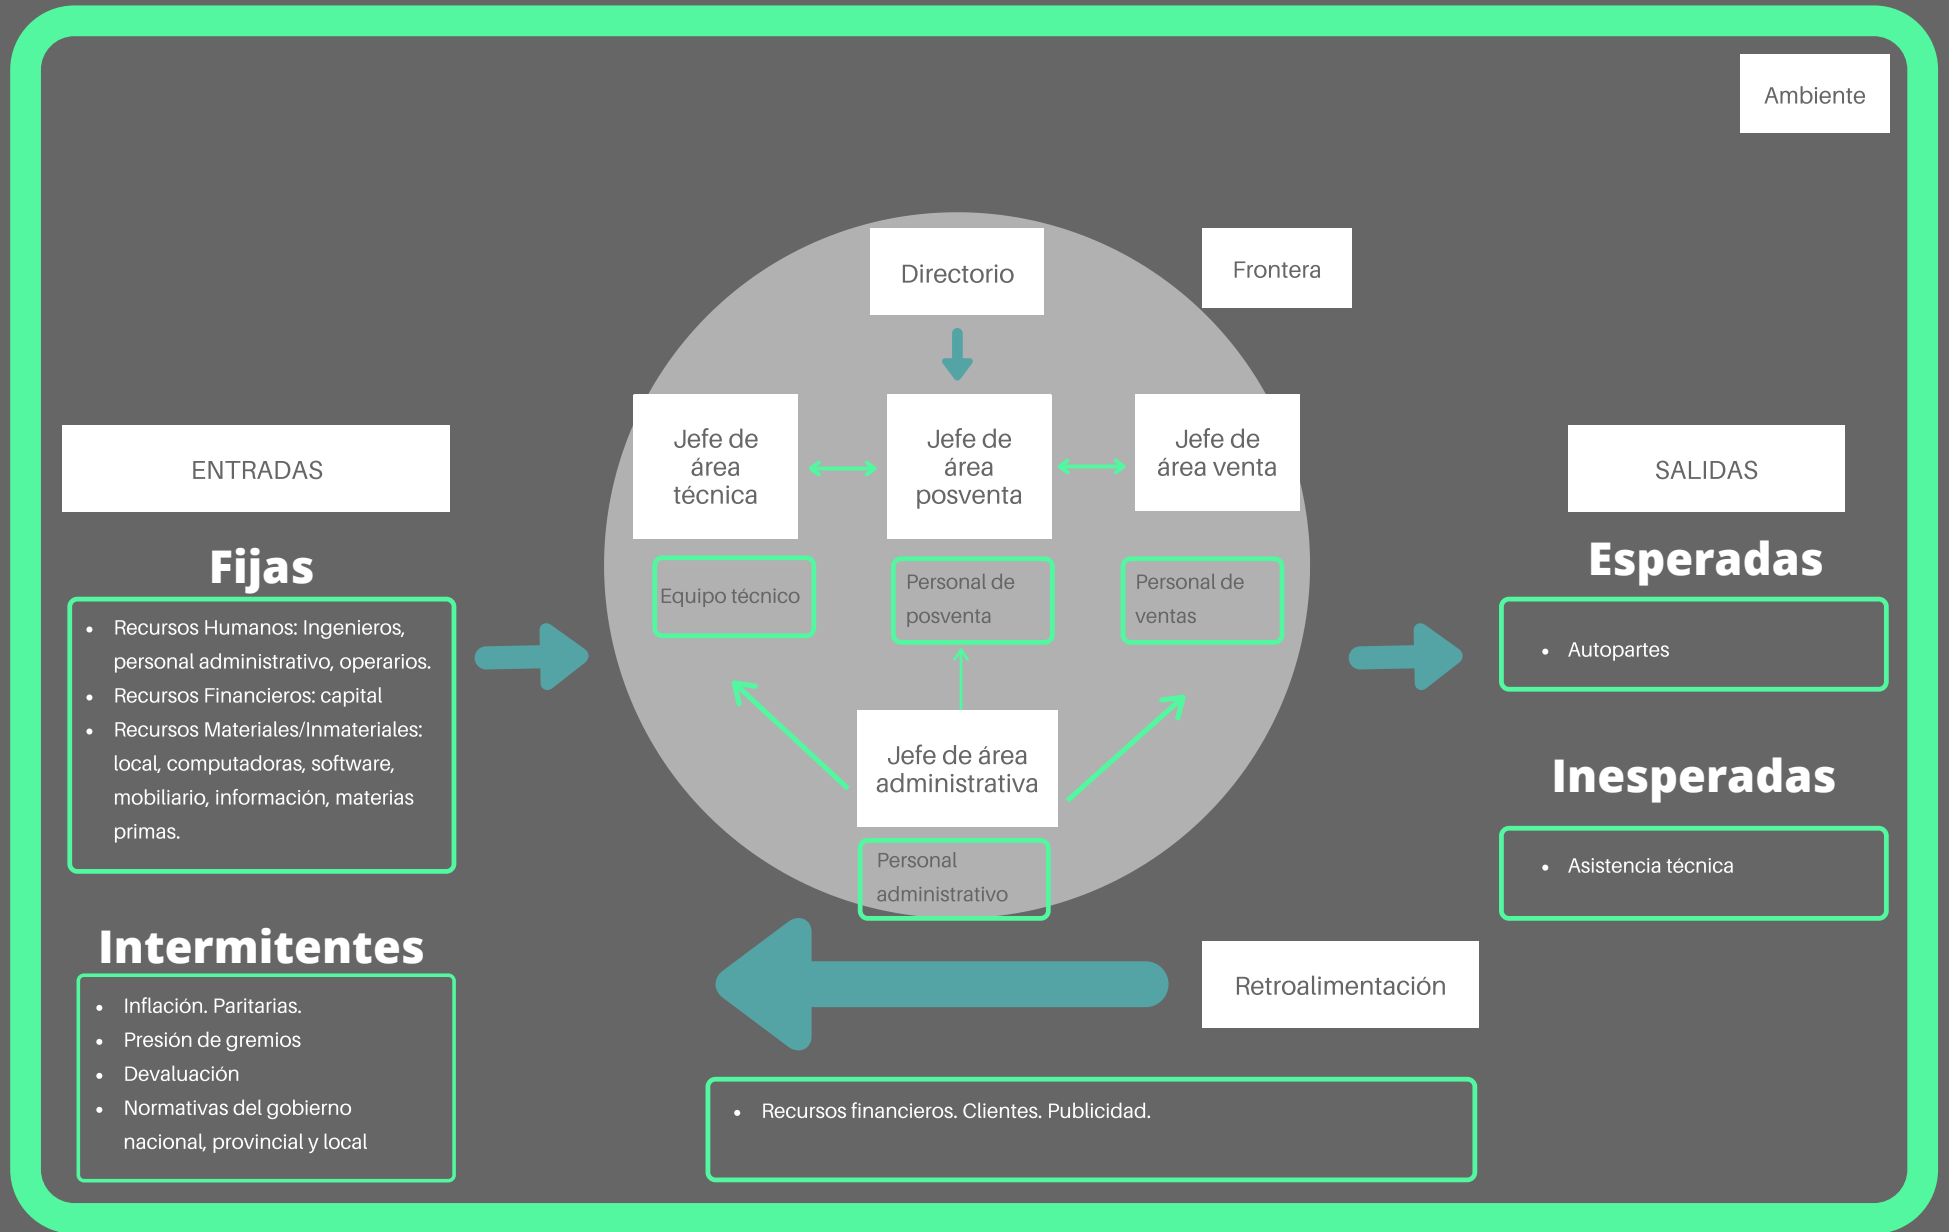 Ambiente
Directorio
Frontera
Jefe de
área
técnica
Jefe de
área
posventa
Jefe de
área venta
ENTRADAS
SALIDAS
Fijas
• Recursos Humanos: Ingenieros,
personal administrativo, operarios.
• Recursos Financieros: capital
• Recursos Materiales/Inmateriales:
local, computadoras, software,
mobiliario, información, materias
primas.
Equipo técnico
Personal de
posventa
Personal de
ventas
Esperadas
• Autopartes
Jefe de área
administrativa
Personal
administrativo
Inesperadas
• Asistencia técnica
Intermitentes
• Inflación. Paritarias.
• Presión de gremios
• Devaluación
• Normativas del gobierno
nacional, provincial y local
Retroalimentación
• Recursos financieros. Clientes. Publicidad.